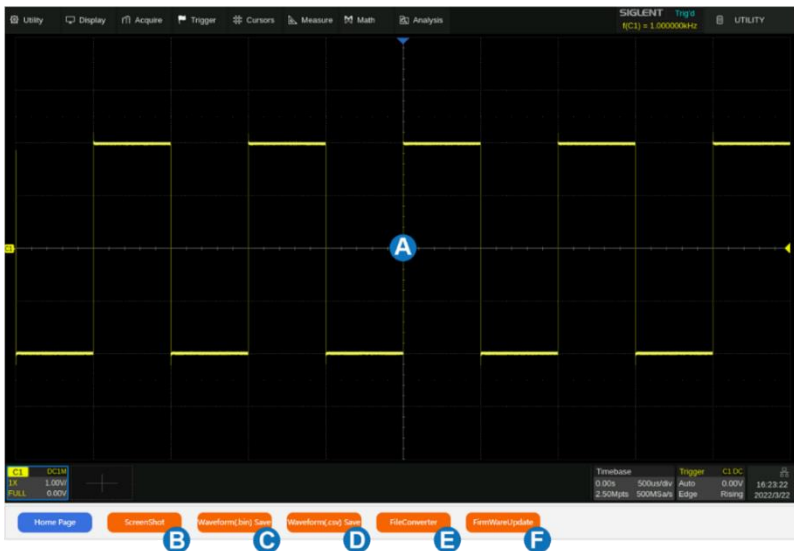 Utility Display Acquire Trigger Cursors Measure Math Analysis
SIGLENT Trig'd
f(C1) = 1.000000kHz
UTILITY
A
C1
C1 DC1M
1X 1.00V/
FULL 0.00V
Timebase
0.00s 500us/div
2.50Mpts 500MSa/s
Trigger C1 DC
Auto 0.00V
Edge Rising
16:23:22
2022/3/22
Home Page ScreenShot Waveform(.bin) Save Waveform(.csv) Save FileConverter FirmWareUpdate
B C D E F